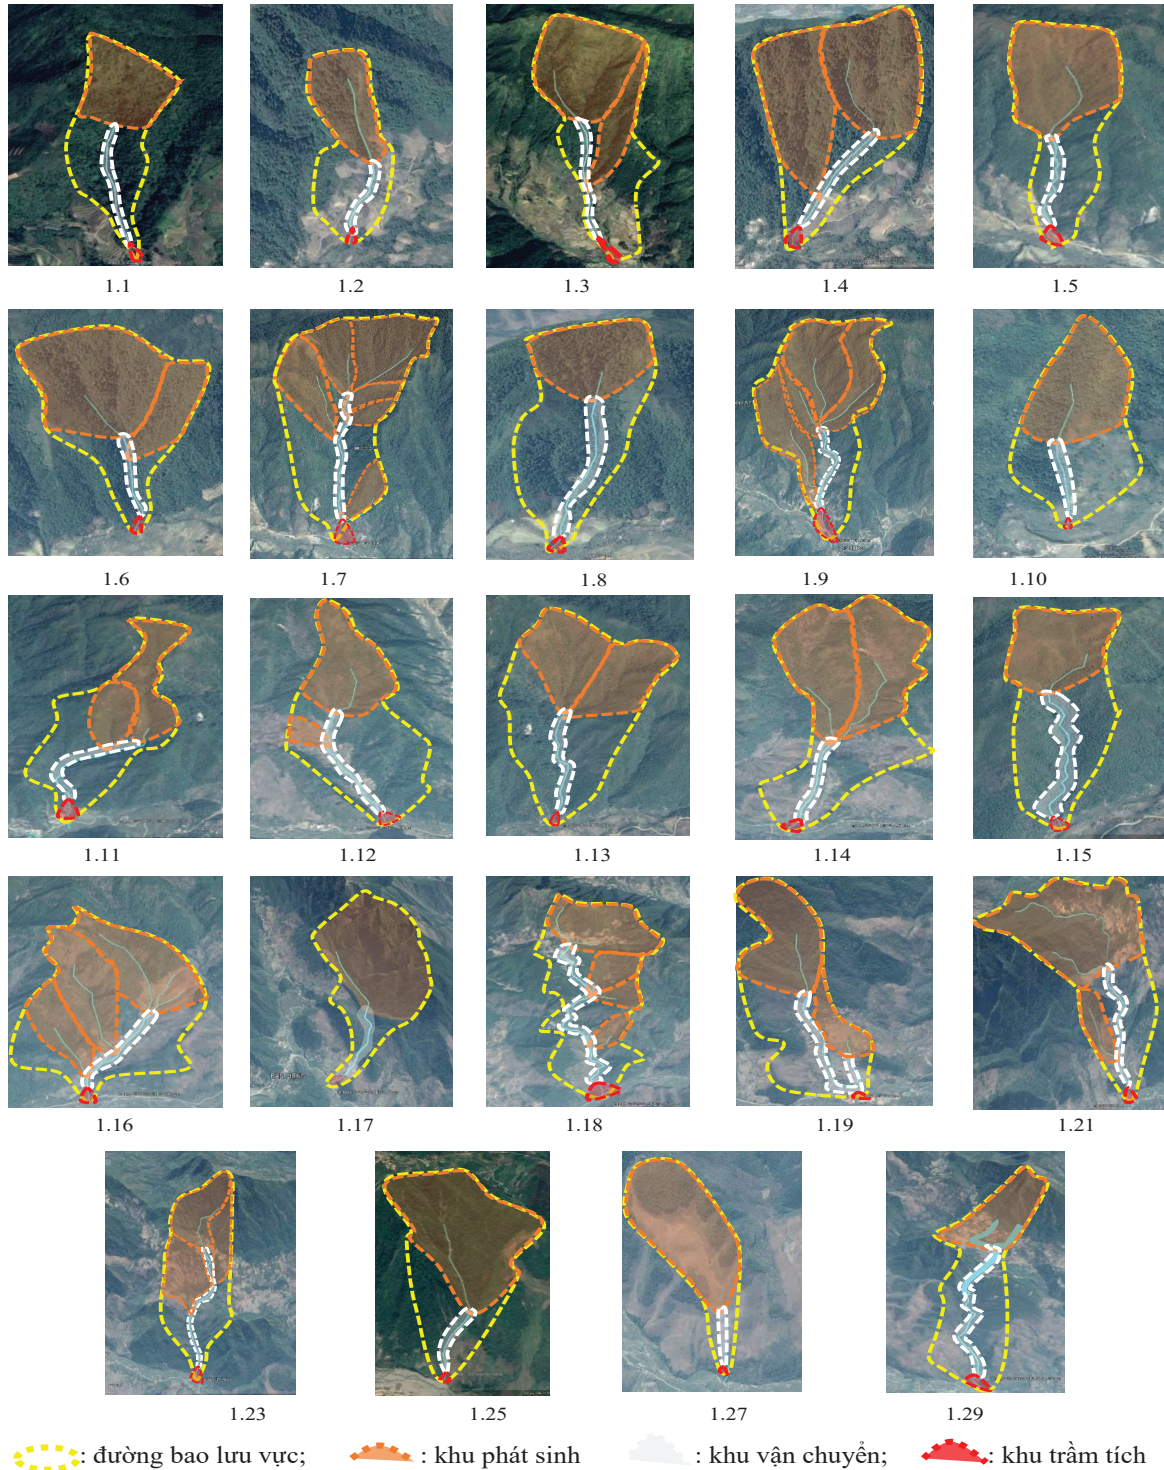 1.1 1.2 1.3 1.4 1.5
1.6 1.7 1.8 1.9 1.10
1.11 1.12 1.13 1.14 1.15
1.16 1.17 1.18 1.19 1.21
1.23 1.25 1.27 1.29
: đường bao lưu vực; : khu phát sinh : khu vận chuyển; : khu trầm tích